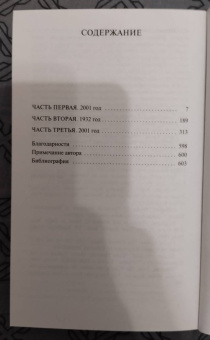 СОДЕРЖАНИЕ
ЧАСТЬ ПЕРВАЯ. 2001 год 7
ЧАСТЬ ВТОРАЯ. 1932 год 189
ЧАСТЬ ТРЕТЬЯ. 2001 год 313
Благодарности 598
Примечание автора 600
Библиография 603